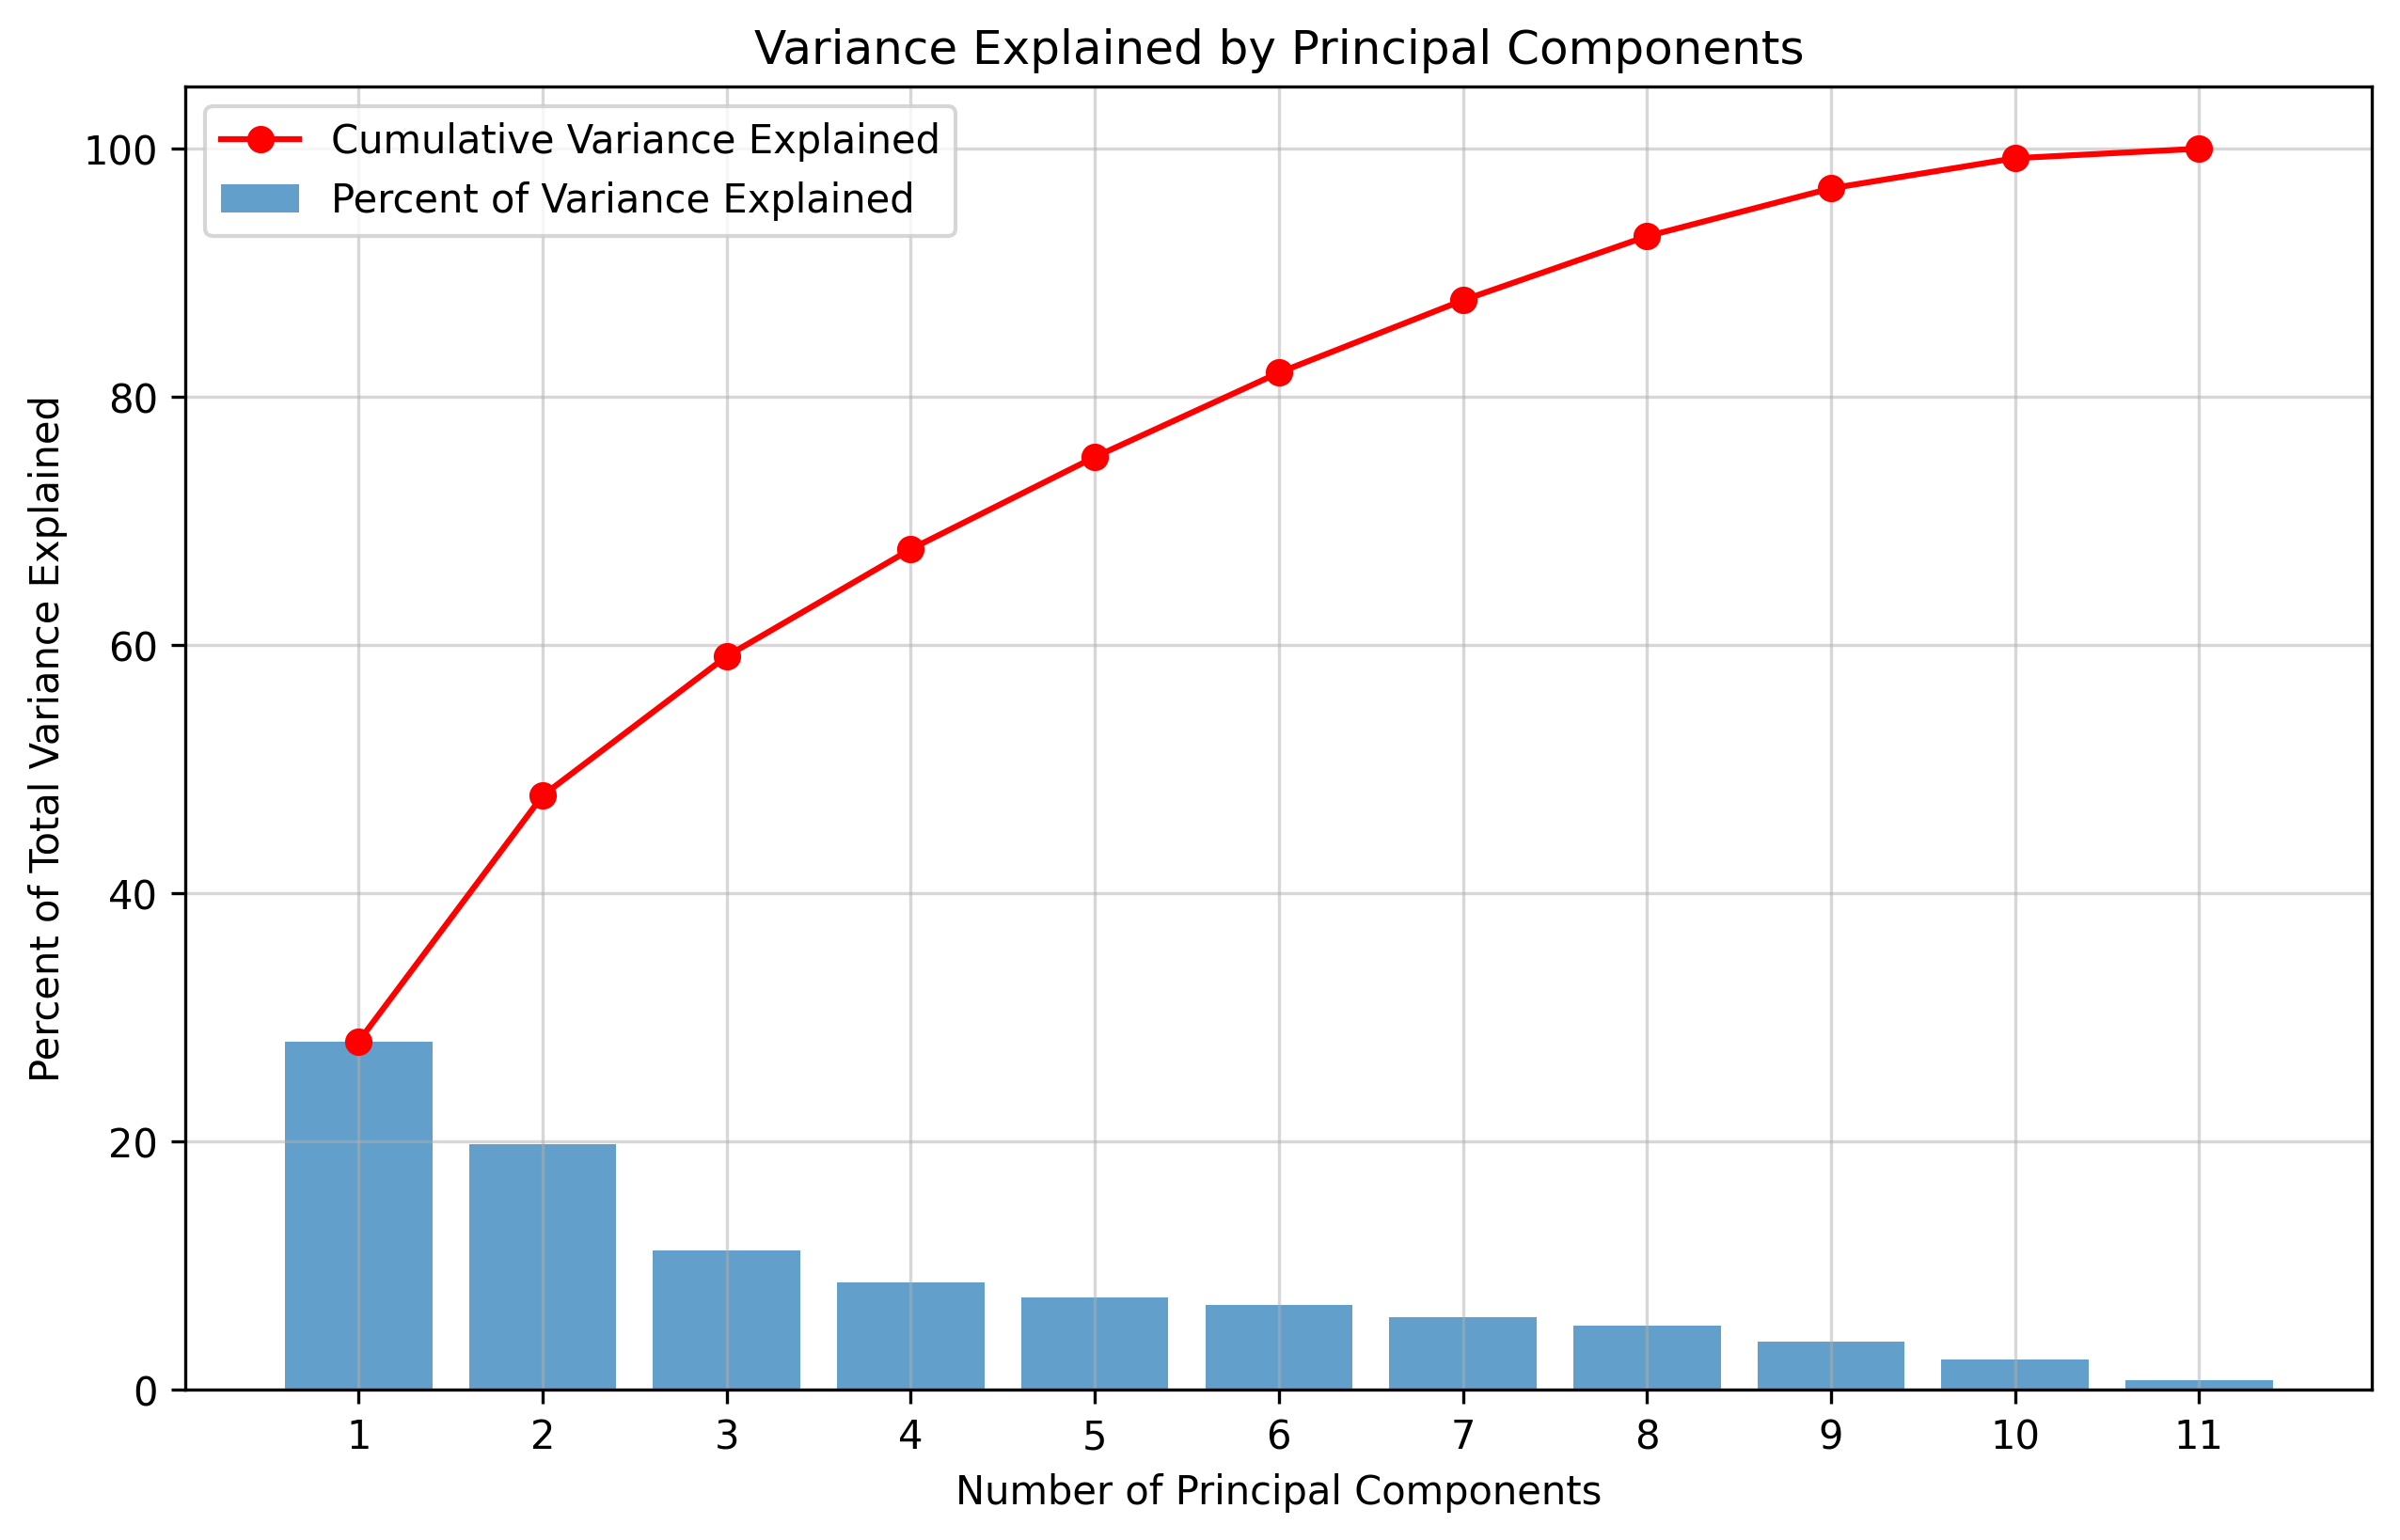 Variance Explained by Principal Components
Cumulative Variance Explained
Percent of Variance Explained
Percent of Total Variance Explained
100
80
60
40
20
0
1 2 3 4 5 6 7 8 9 10 11
Number of Principal Components